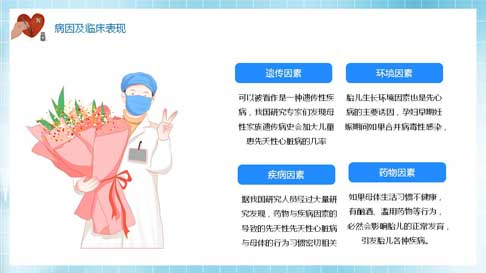 病因及临床表现
遗传因素
可以被看作是一种遗传性疾
病，我国研究专家们发现母
性家族遗传病史会加大儿童
患先天性心脏病的几率
环境因素
胎儿生长环境因素也是先心
病的主要诱因，孕妇早期妊
娠期间如果合并病毒性感染，
疾病因素
据我国研究人员经过大量研
究发现，药物与疾病因素的
导致的先天性先天性心脏病
与母体的行为习惯密切相关
药物因素
如果母体生活习惯不健康，
有酗酒、滥用药物等行为，
必然会影响胎儿的正常发育，
引发胎儿各种疾病。